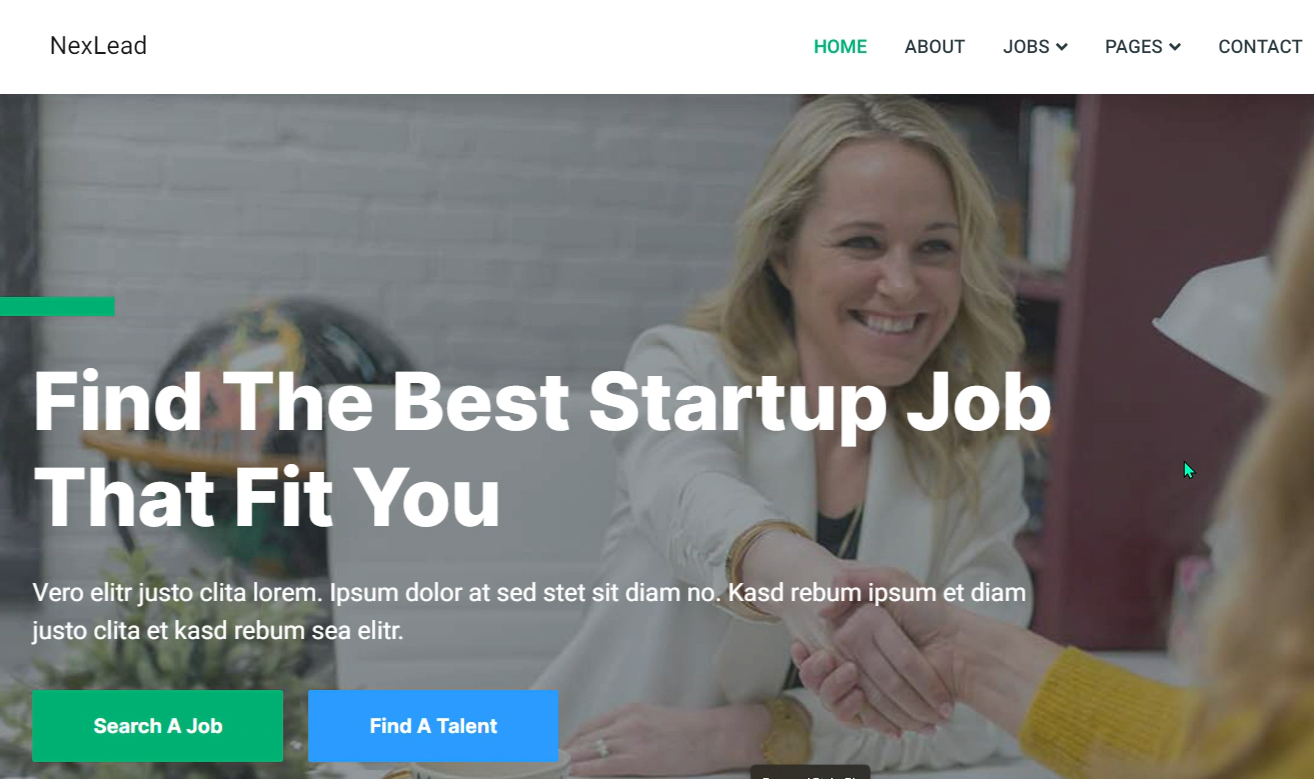 NexLead
HOME ABOUT JOBS PAGES CONTACT
Find The Best Startup Job
That Fit You
Vero elitr justo clita lorem. Ipsum dolor at sed stet sit diam no. Kasd rebum ipsum et diam
justo clita et kasd rebum sea elitr.
Search A Job
Find A Talent